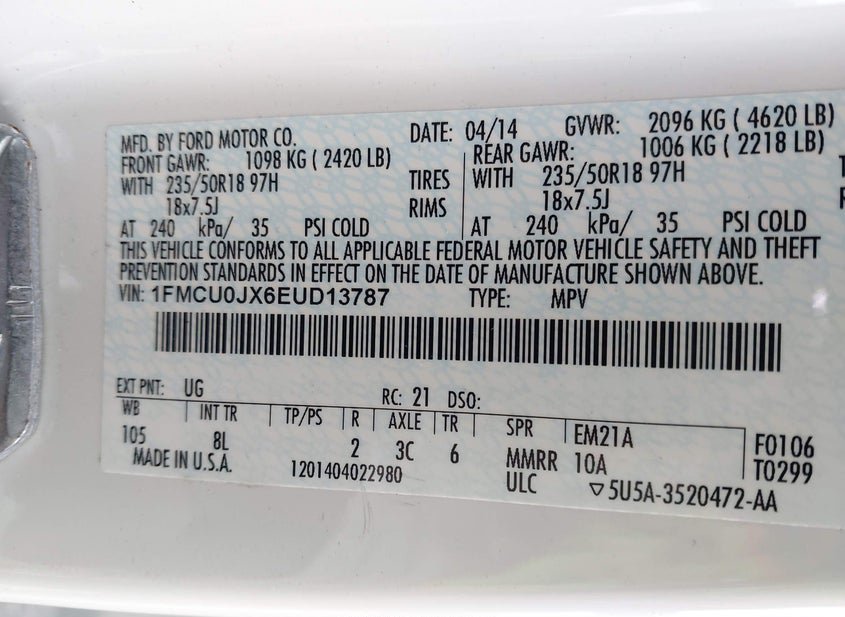 MFD. BY FORD MOTOR CO. DATE: 04/14 GVWR: 2096 KG ( 4620 LB)
FRONT GAWR: 1098 KG ( 2420 LB) REAR GAWR: 1006 KG ( 2218 LB)
WITH 235/50R18 97H TIRES WITH 235/50R18 97H
18x7.5J RIMS 18x7.5J
AT 240 kPa/ 35 PSI COLD AT 240 kPa/ 35 PSI COLD
THIS VEHICLE CONFORMS TO ALL APPLICABLE FEDERAL MOTOR VEHICLE SAFETY AND THEFT
PREVENTION STANDARDS IN EFFECT ON THE DATE OF MANUFACTURE SHOWN ABOVE.
VIN: 1FMCU0JX6EUD13787 TYPE: MPV
EXT PNT: UG RC: 21 DSO:
WB INT TR TP/PS R AXLE TR SPR EM21A F0106
105 8L 2 3C 6 MMRR 10A T0299
MADE IN U.S.A. 1201404022980 ULC ▽5U5A-3520472-AA